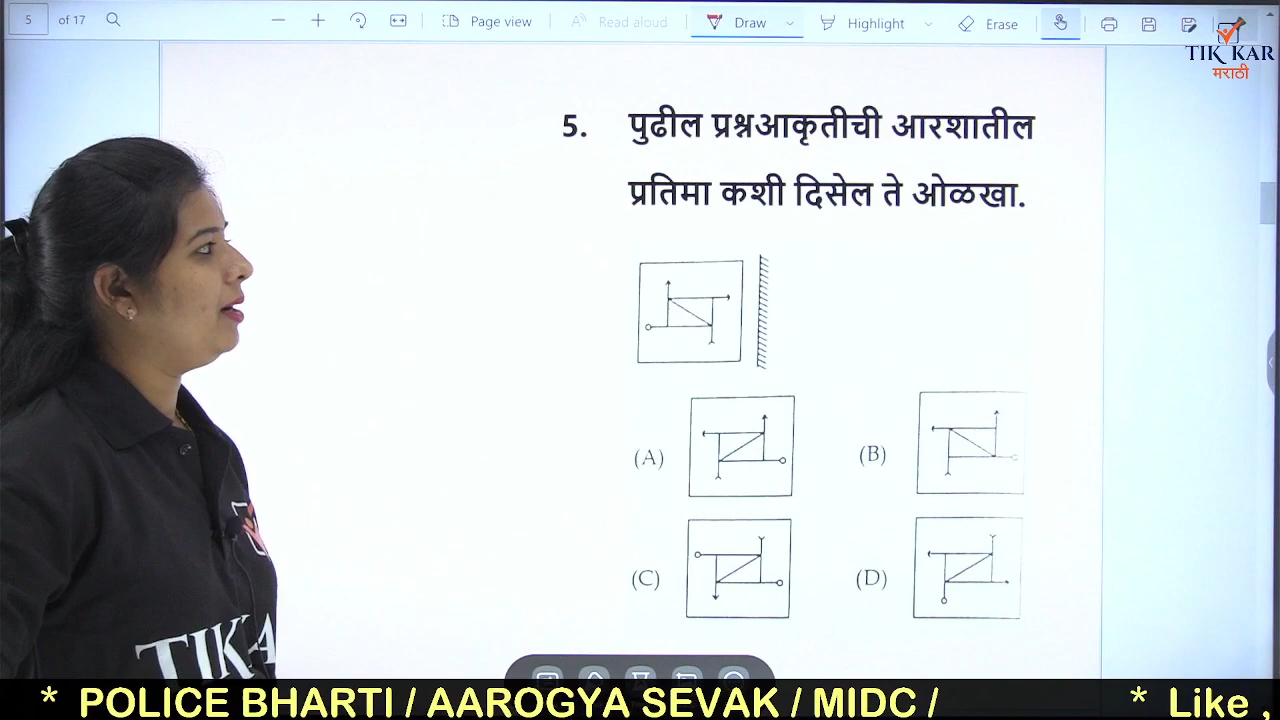 5 of 17 Page view Read aloud Draw Highlight Erase
TIK KAR
मराठी
5. पुढील प्रश्नआकृतीची आरशातील
प्रतिमा कशी दिसेल ते ओळखा.
(A) (B)
(C) (D)
TIKKA
* POLICE BHARTI / AAROGYA SEVAK / MIDC / * Like ,